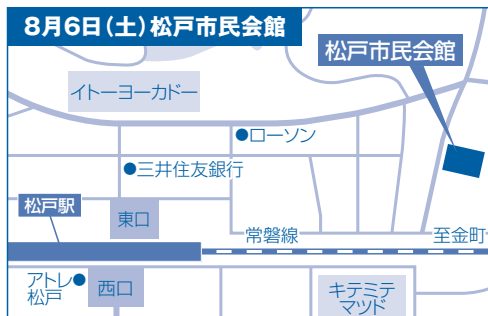 8月6日(土)松戸市民会館
松戸市民会館
イトーヨーカドー
ローソン
三井住友銀行
松戸駅
東口
常磐線
至金町
アトレ
松戸
西口
キテミテ
マツド